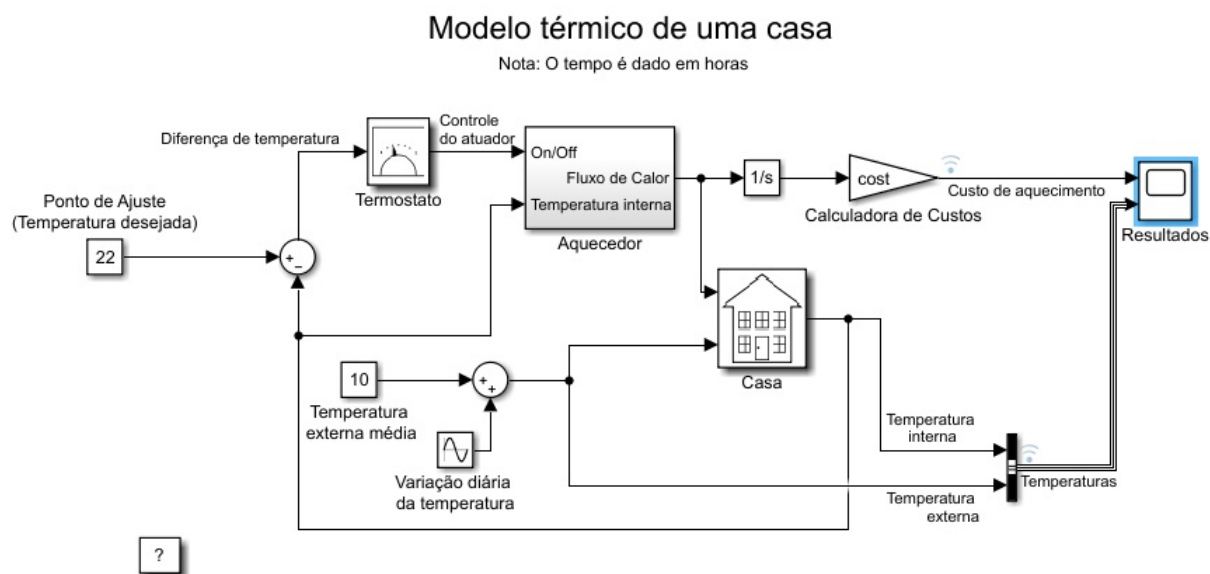 Modelo térmico de uma casa
Nota: O tempo é dado em horas
Diferença de temperatura
Controle
do atuador
On/Off
Fluxo de Calor
Temperatura interna
Termostato
Aquecedor
1/s
cost
Calculadora de Custos
Custo de aquecimento
Resultados
Ponto de Ajuste
(Temperatura desejada)
22
+
−
Casa
10
+
+
Temperatura
externa média
Variação diária
da temperatura
Temperatura
interna
Temperaturas
Temperatura
externa
?